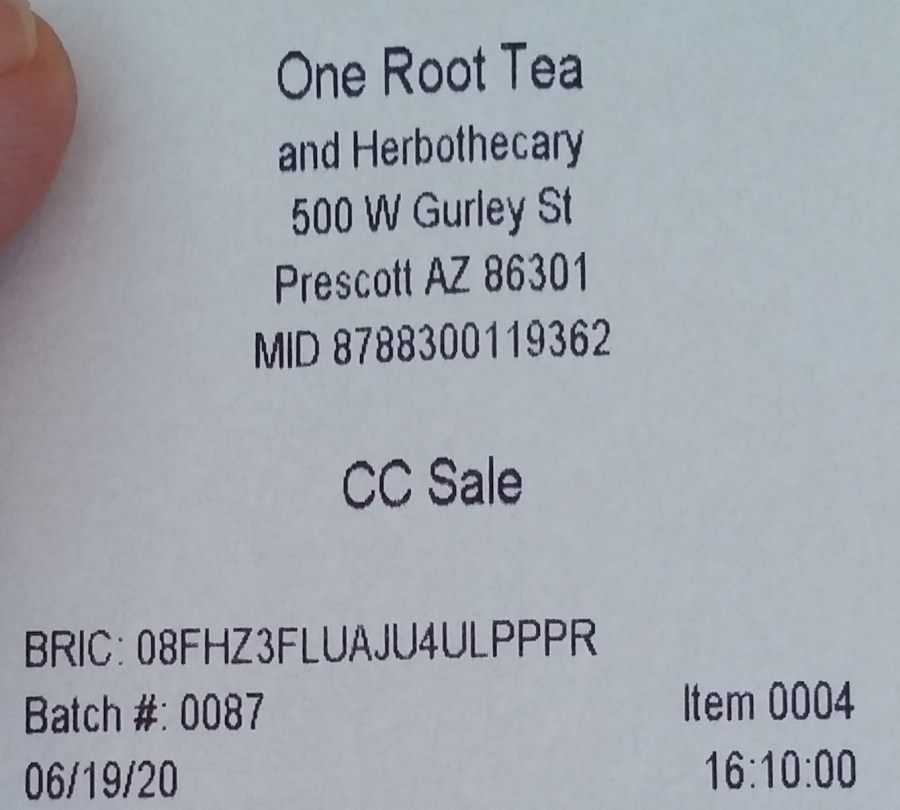 One Root Tea
and Herbothecary
500 W Gurley St
Prescott AZ 86301
MID 8788300119362
CC Sale
BRIC: 08FHZ3FLUAJU4ULPPPR
Batch #: 0087 Item 0004
06/19/20 16:10:00